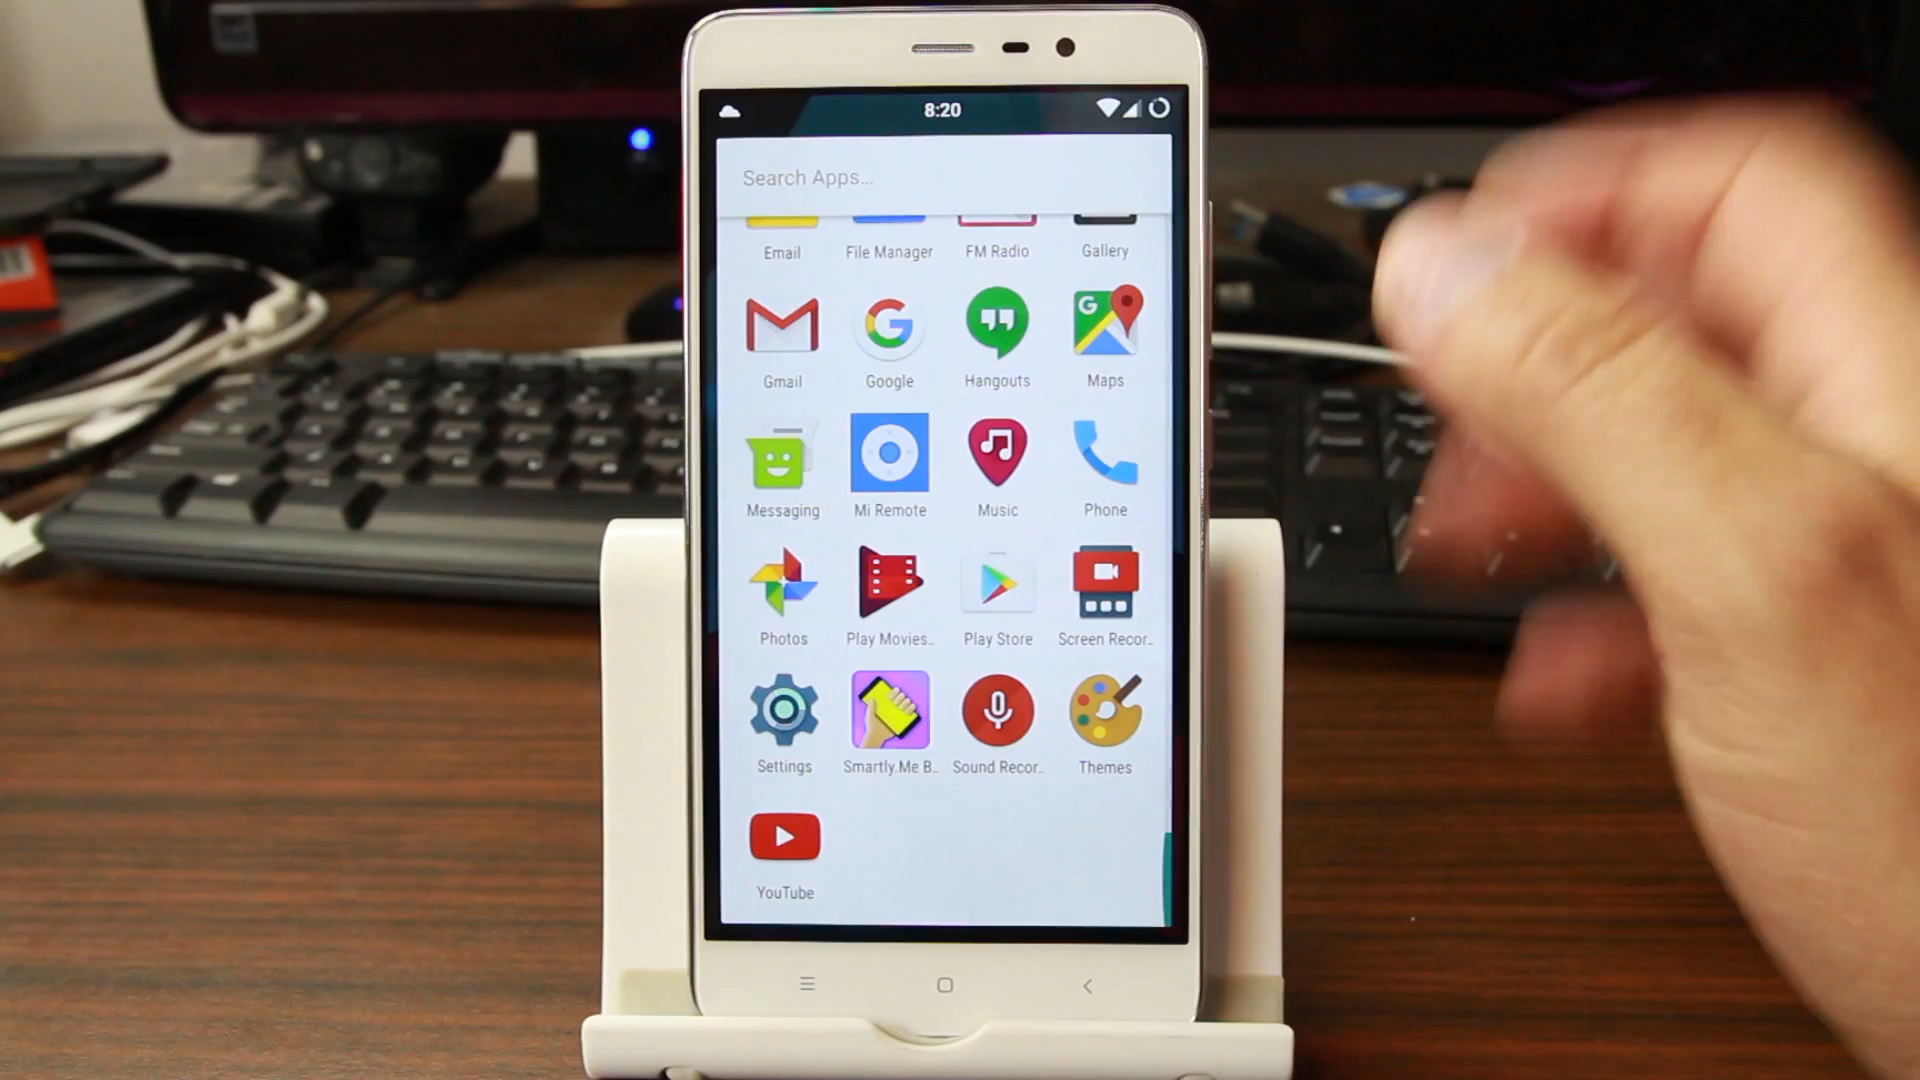 8:20
Search Apps...
Email File Manager FM Radio Gallery
Gmail Google Hangouts Maps
Messaging Mi Remote Music Phone
Photos Play Movies.. Play Store Screen Recor..
Settings Smartly.Me B.. Sound Recor.. Themes
YouTube